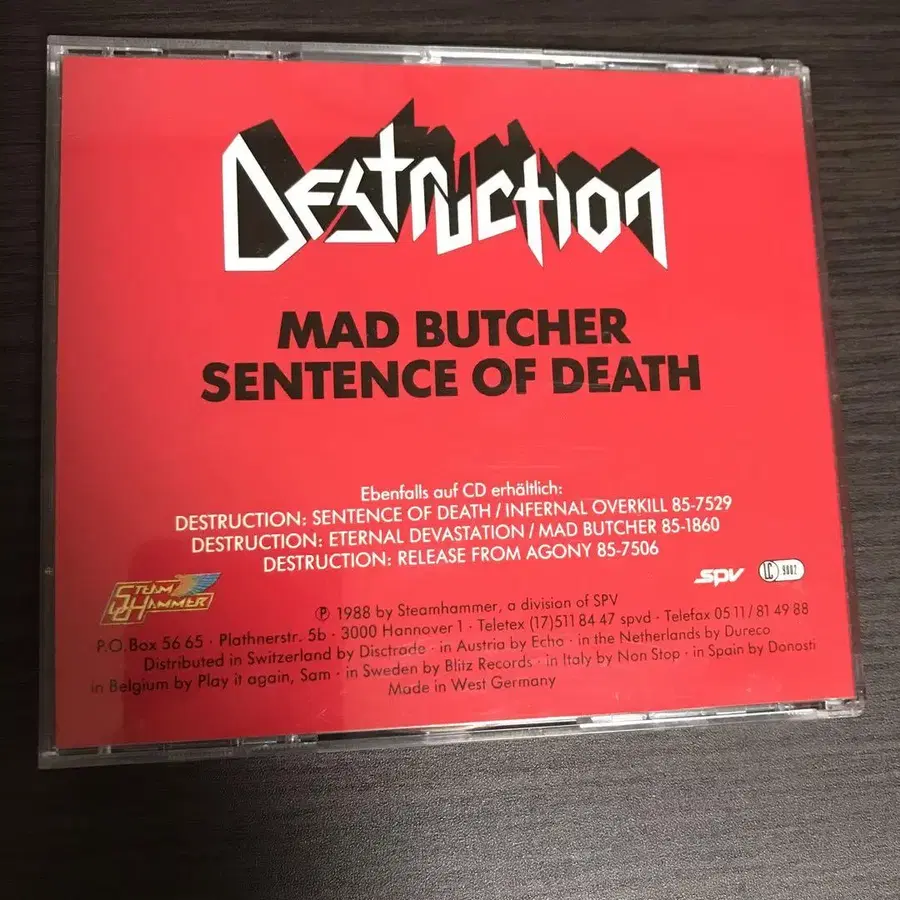 DESTRUCTION
MAD BUTCHER
SENTENCE OF DEATH
Ebenfalls auf CD erhältlich:
DESTRUCTION: SENTENCE OF DEATH / INFERNAL OVERKILL 85-7529
DESTRUCTION: ETERNAL DEVASTATION / MAD BUTCHER 85-1860
DESTRUCTION: RELEASE FROM AGONY 85-7506
STEAMHAMMER
spv
LC 9002
℗ 1988 by Steamhammer, a division of SPV
P.O.Box 56 65 · Plathnerstr. 5b · 3000 Hannover 1 · Teletex (17)511 84 47 spvd · Telefax 05 11/ 81 49 88
Distributed in Switzerland by Disctrade · in Austria by Echo · in the Netherlands by Dureco
in Belgium by Play it again, Sam · in Sweden by Blitz Records · in Italy by Non Stop · in Spain by Donosti
Made in West Germany